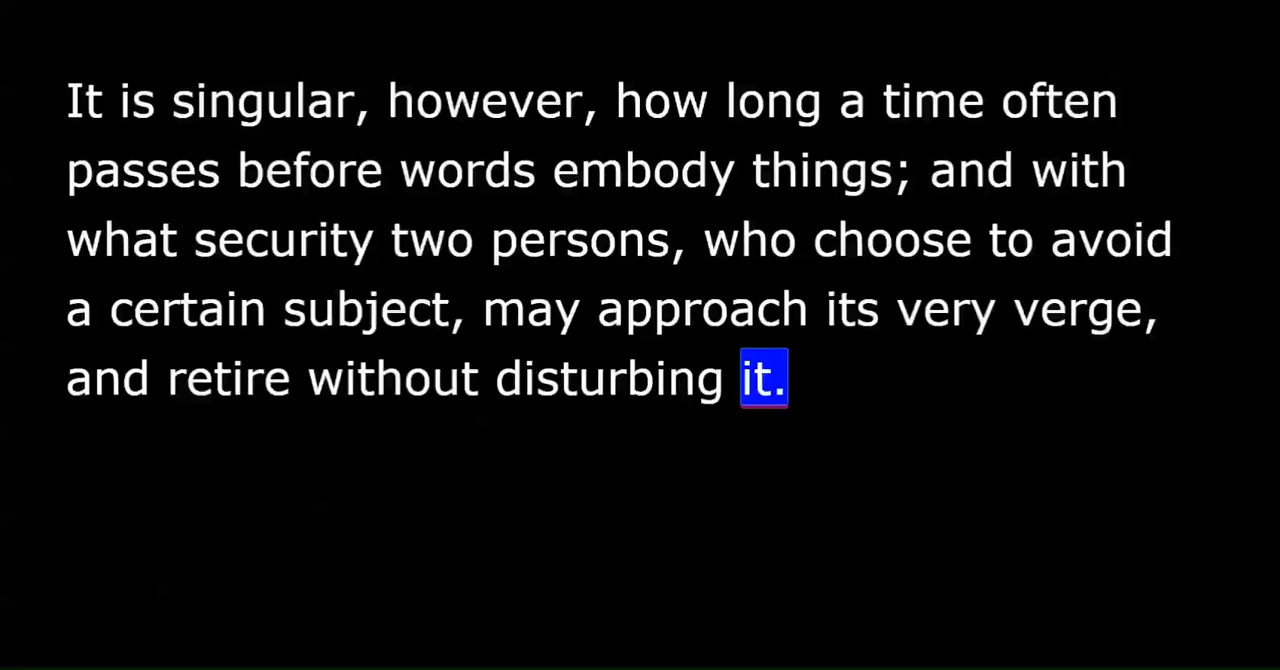 It is singular, however, how long a time often
passes before words embody things; and with
what security two persons, who choose to avoid
a certain subject, may approach its very verge,
and retire without disturbing it.